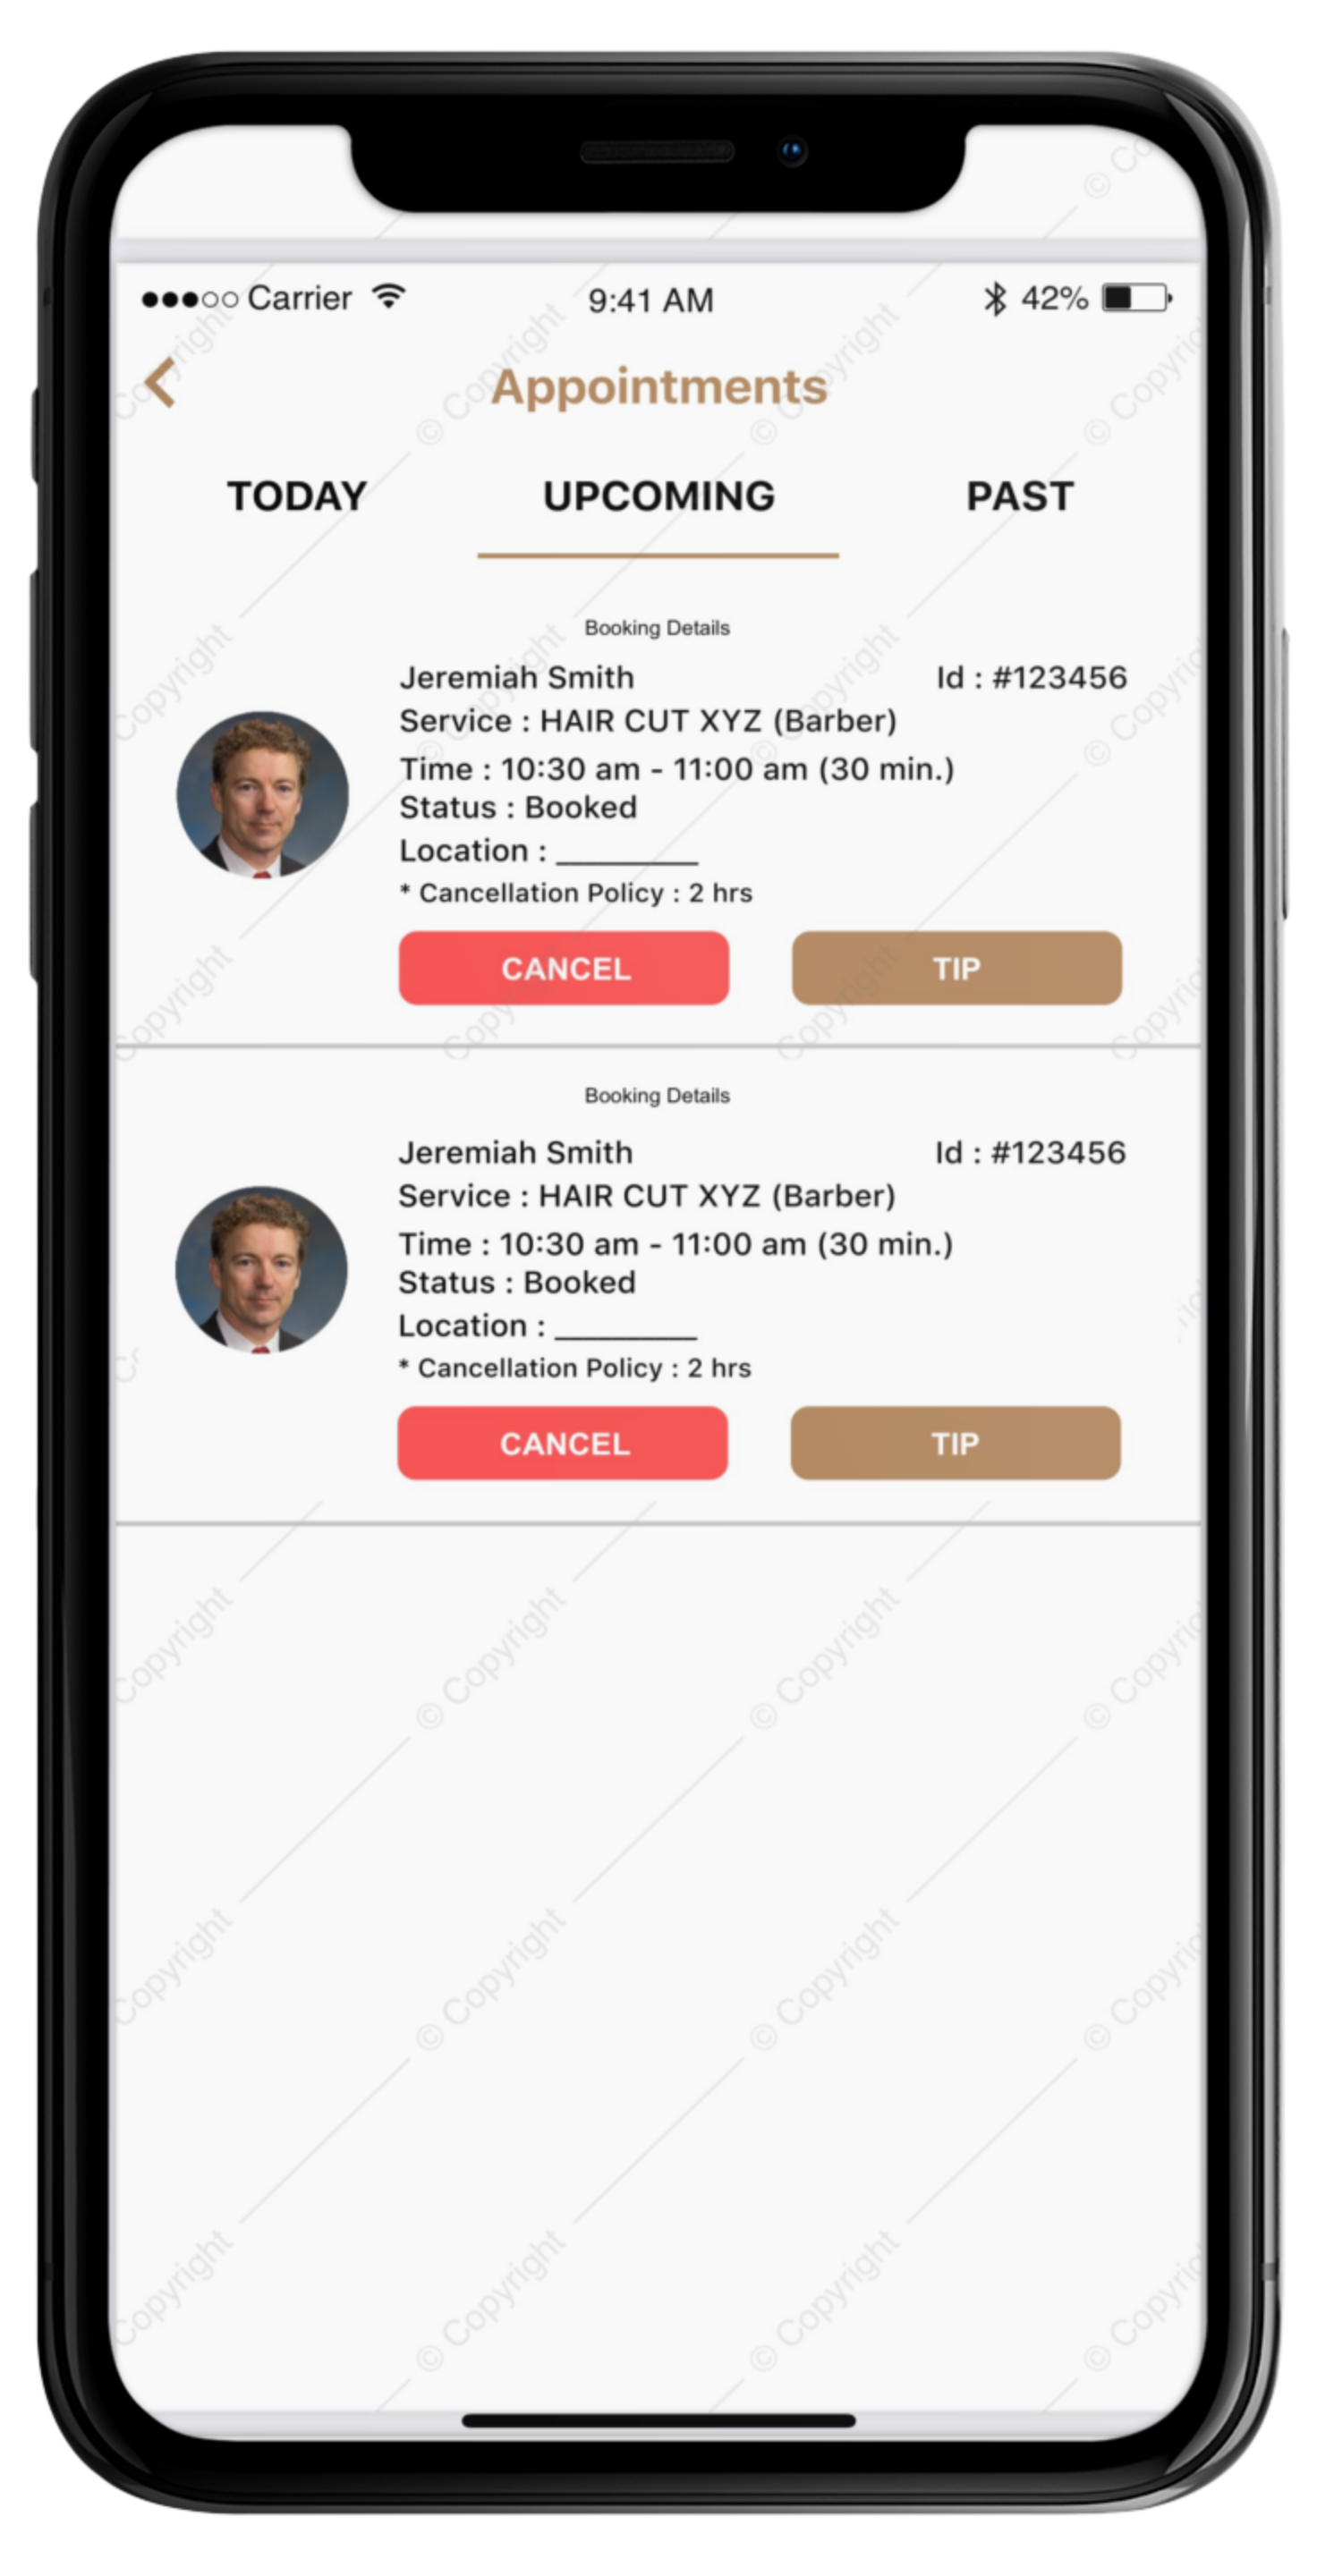 ●●●○○ Carrier 9:41 AM 42%
Appointments
TODAY UPCOMING PAST
Booking Details
Jeremiah Smith Id : #123456
Service : HAIR CUT XYZ (Barber)
Time : 10:30 am - 11:00 am (30 min.)
Status : Booked
Location : __________
* Cancellation Policy : 2 hrs
CANCEL TIP
Booking Details
Jeremiah Smith Id : #123456
Service : HAIR CUT XYZ (Barber)
Time : 10:30 am - 11:00 am (30 min.)
Status : Booked
Location : __________
* Cancellation Policy : 2 hrs
CANCEL TIP
© Copyright